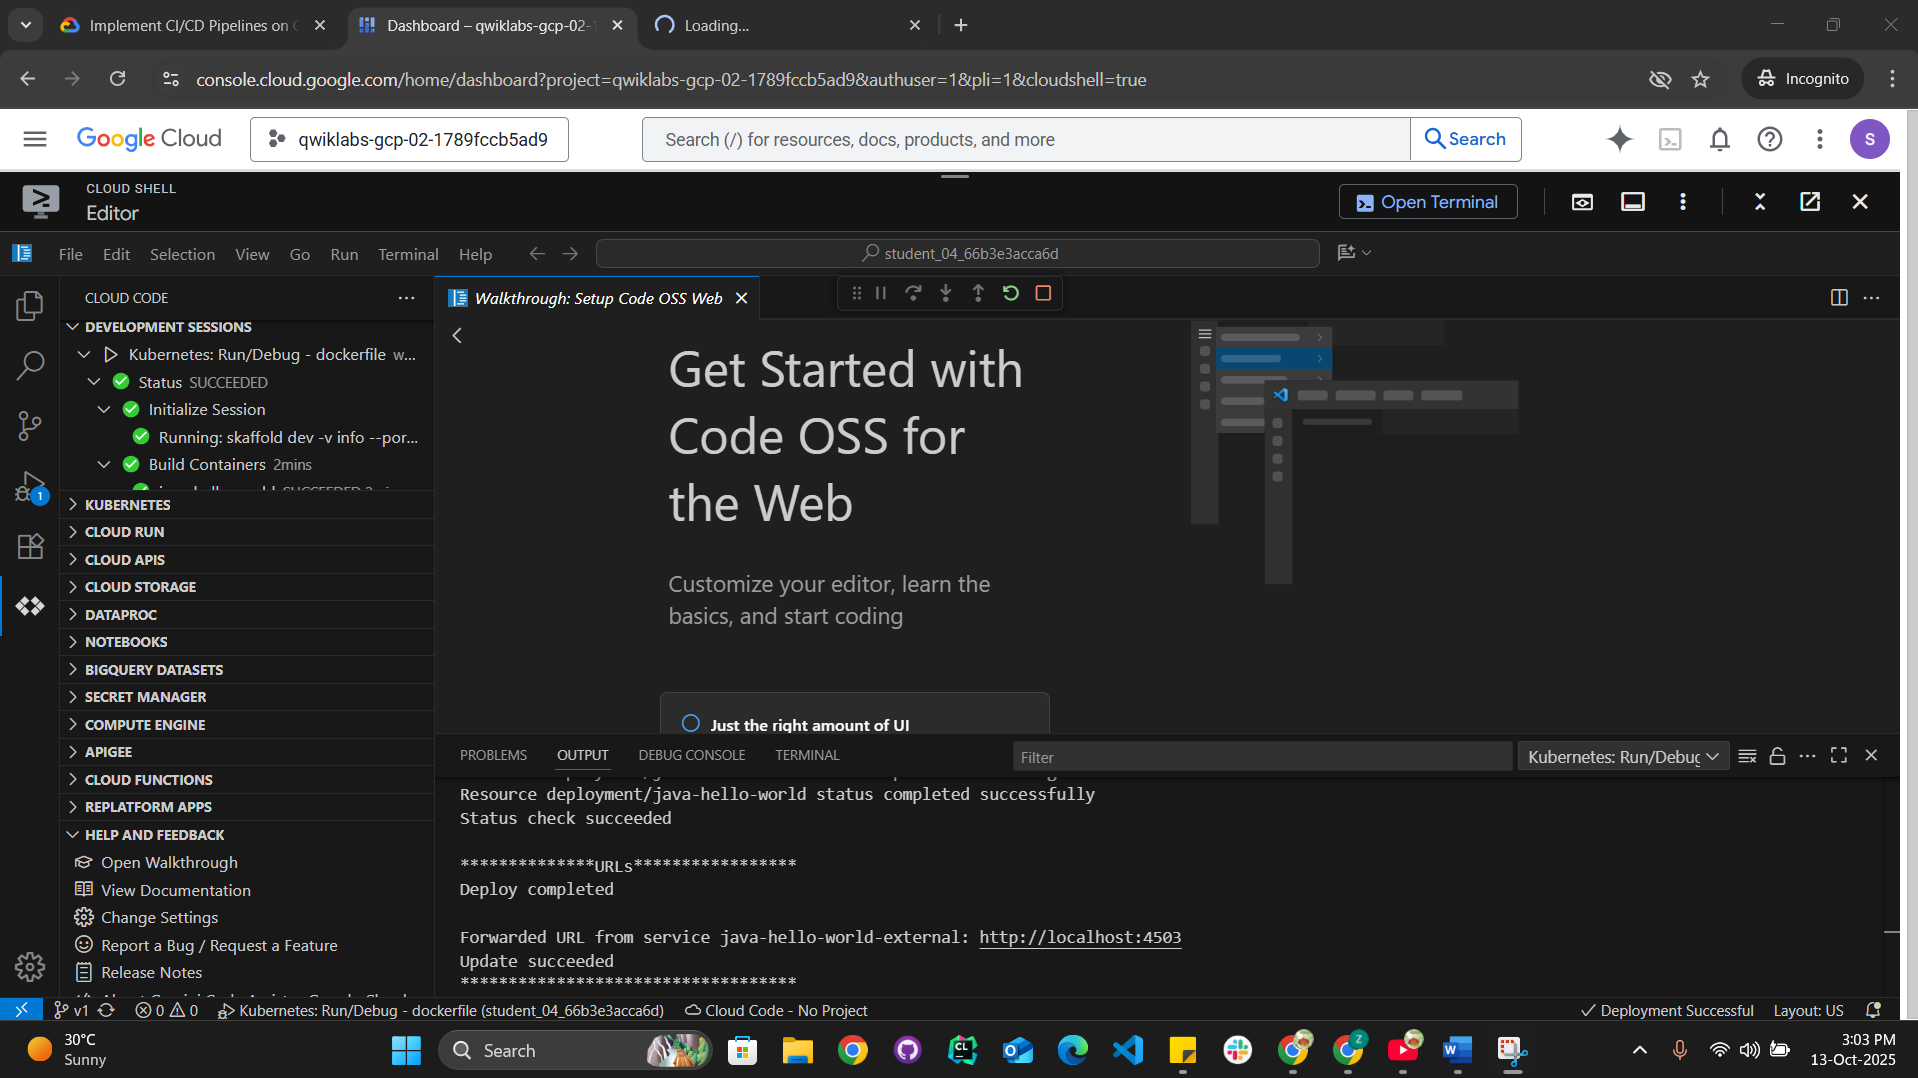 Implement CI/CD Pipelines on
Dashboard – qwiklabs-gcp-02-
Loading...
console.cloud.google.com/home/dashboard?project=qwiklabs-gcp-02-1789fccb5ad9&authuser=1&pli=1&cloudshell=true
Incognito
Google Cloud
qwiklabs-gcp-02-1789fccb5ad9
Search (/) for resources, docs, products, and more
Search
S
CLOUD SHELL
Editor
Open Terminal
File Edit Selection View Go Run Terminal Help
student_04_66b3e3acca6d
CLOUD CODE
DEVELOPMENT SESSIONS
Kubernetes: Run/Debug - dockerfile w...
Status SUCCEEDED
Initialize Session
Running: skaffold dev -v info --por...
Build Containers 2mins
1
KUBERNETES
CLOUD RUN
CLOUD APIS
CLOUD STORAGE
DATAPROC
NOTEBOOKS
BIGQUERY DATASETS
SECRET MANAGER
COMPUTE ENGINE
APIGEE
CLOUD FUNCTIONS
REPLATFORM APPS
HELP AND FEEDBACK
Open Walkthrough
View Documentation
Change Settings
Report a Bug / Request a Feature
Release Notes
Walkthrough: Setup Code OSS Web
Get Started with
Code OSS for
the Web
Customize your editor, learn the
basics, and start coding
Just the right amount of UI
PROBLEMS OUTPUT DEBUG CONSOLE TERMINAL
Filter
Kubernetes: Run/Debug
Resource deployment/java-hello-world status completed successfully
Status check succeeded
**************URLs*****************
Deploy completed
Forwarded URL from service java-hello-world-external: http://localhost:4503
Update succeeded
***********************************
v1 0 0 Kubernetes: Run/Debug - dockerfile (student_04_66b3e3acca6d) Cloud Code - No Project
Deployment Successful Layout: US
30°C
Sunny
Search
3:03 PM
13-Oct-2025